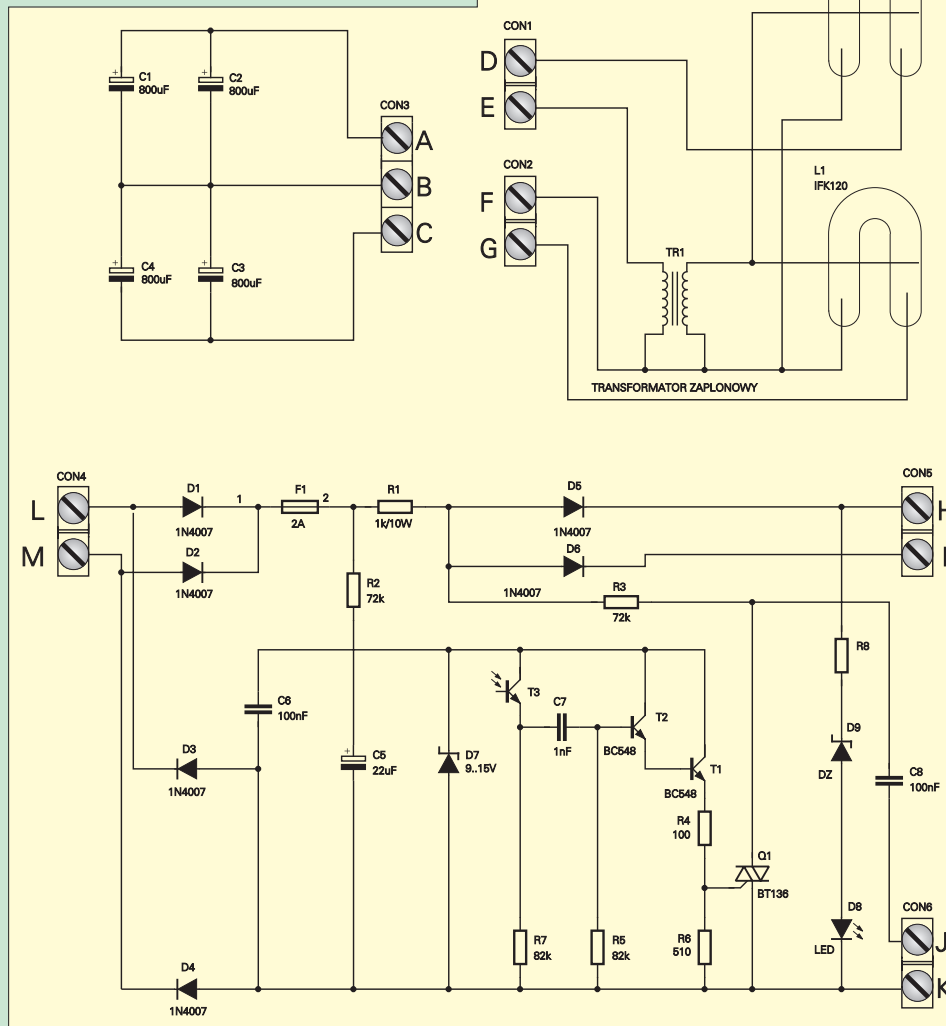 CON1
D
E
C1
800uF
C2
800uF
CON3
A
B
C
C4
800uF
C3
800uF
CON2
F
G
L1
IFK120
TR1
TRANSFORMATOR ZAPLONOWY
CON4
L
M
D1
1N4007
1
F1
2
2A
R1
1k/10W
D2
1N4007
D5
1N4007
D6
1N4007
CON5
H
R2
72k
R3
72k
R8
C6
100nF
C5
22uF
D7
9..15V
T3
C7
1nF
T2
BC548
T1
BC548
D9
DZ
C8
100nF
D3
1N4007
R4
100
Q1
BT136
D8
LED
CON6
J
K
R7
82k
R5
82k
R6
510
D4
1N4007